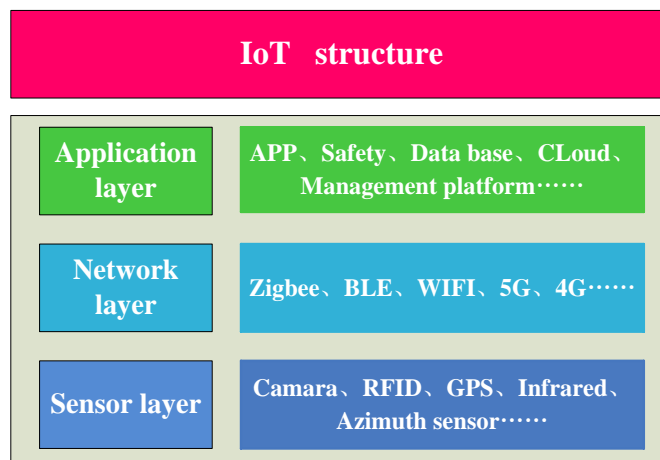 IoT structure
Application
layer
APP、Safety、Data base、CLoud、
Management platform······
Network
layer
Zigbee、BLE、WIFI、5G、4G······
Sensor layer
Camara、RFID、GPS、Infrared、
Azimuth sensor······